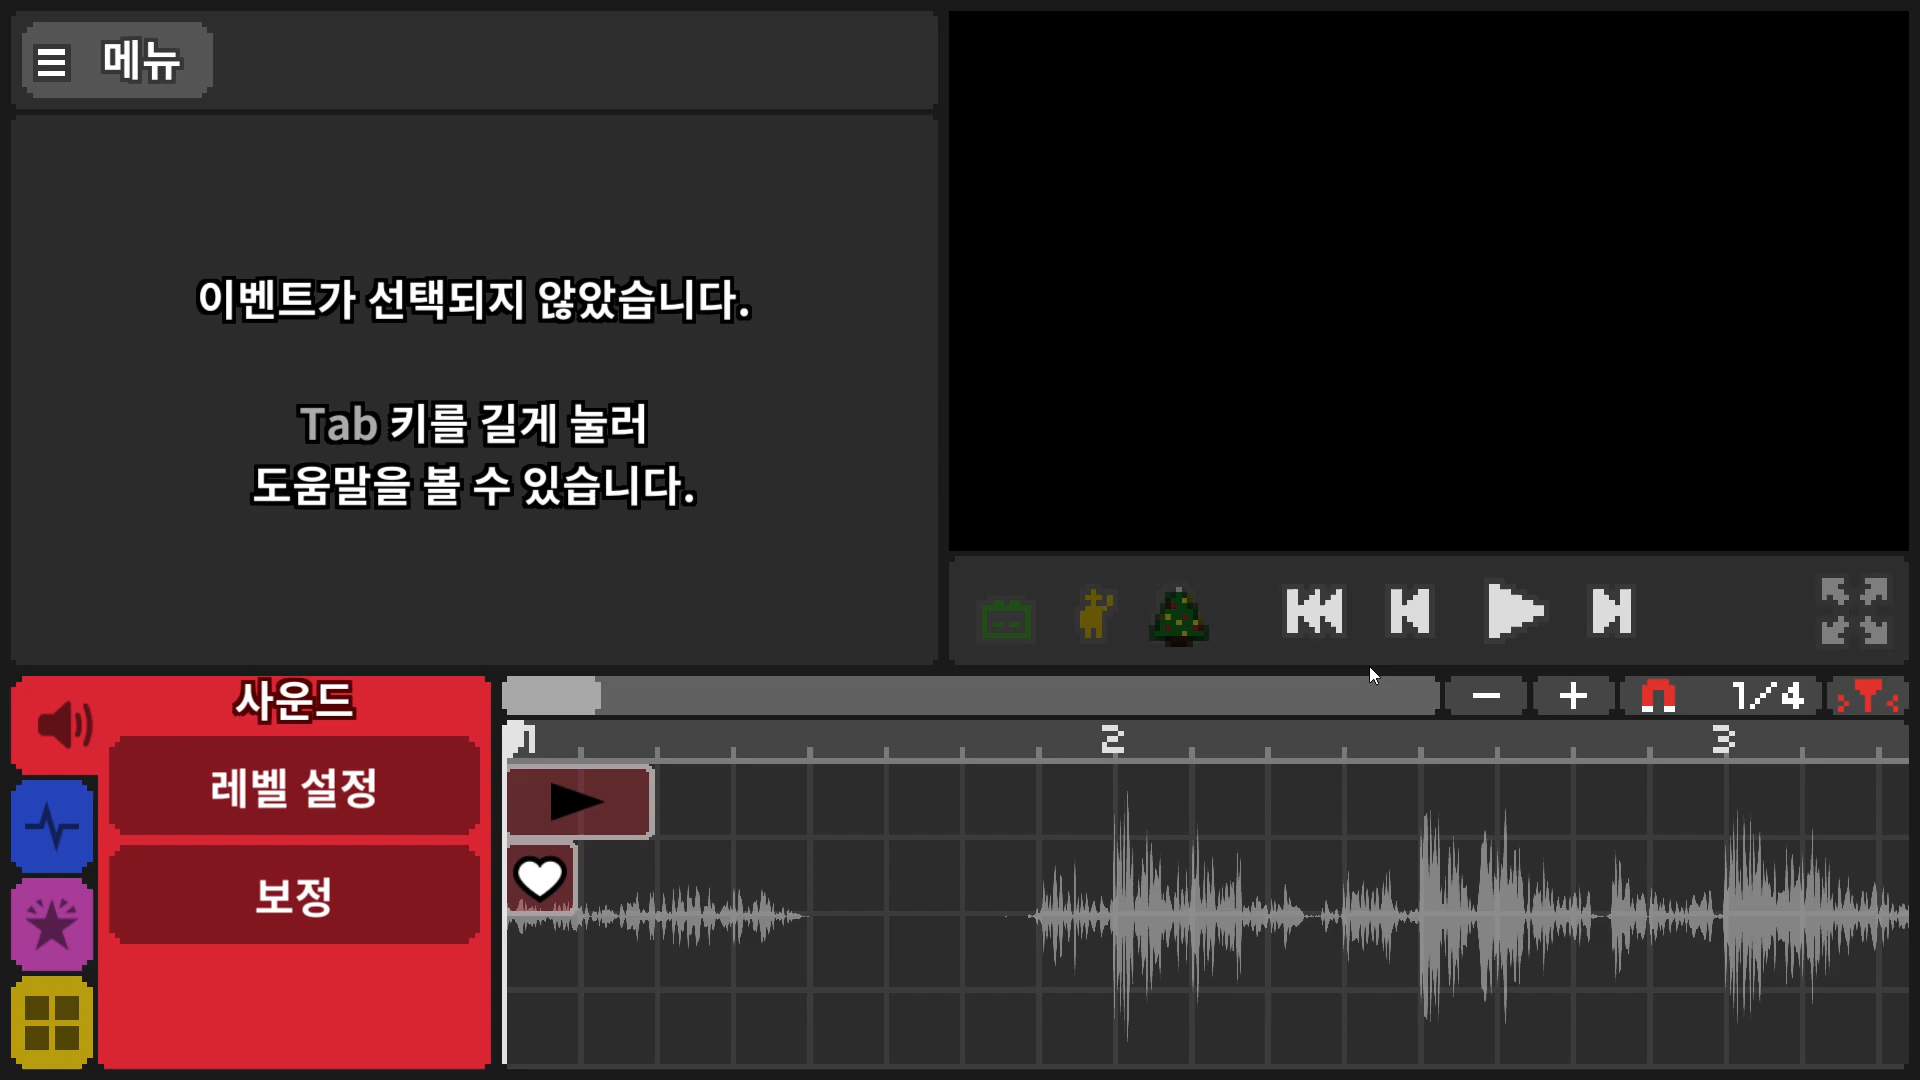 메뉴
이벤트가 선택되지 않았습니다.
Tab 키를 길게 눌러
도움말을 볼 수 있습니다.
사운드
레벨 설정
보정
1/4
1 2 3